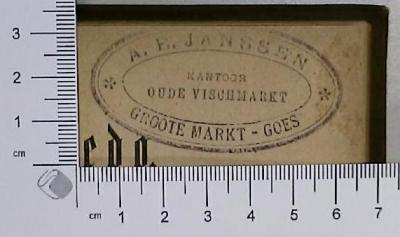 A. E. JANSSEN
KANTOOR
OUDE VISCHMARKT
GROOTE MARKT - GOES
3
2
1
cm
cm 1 2 3 4 5 6 7